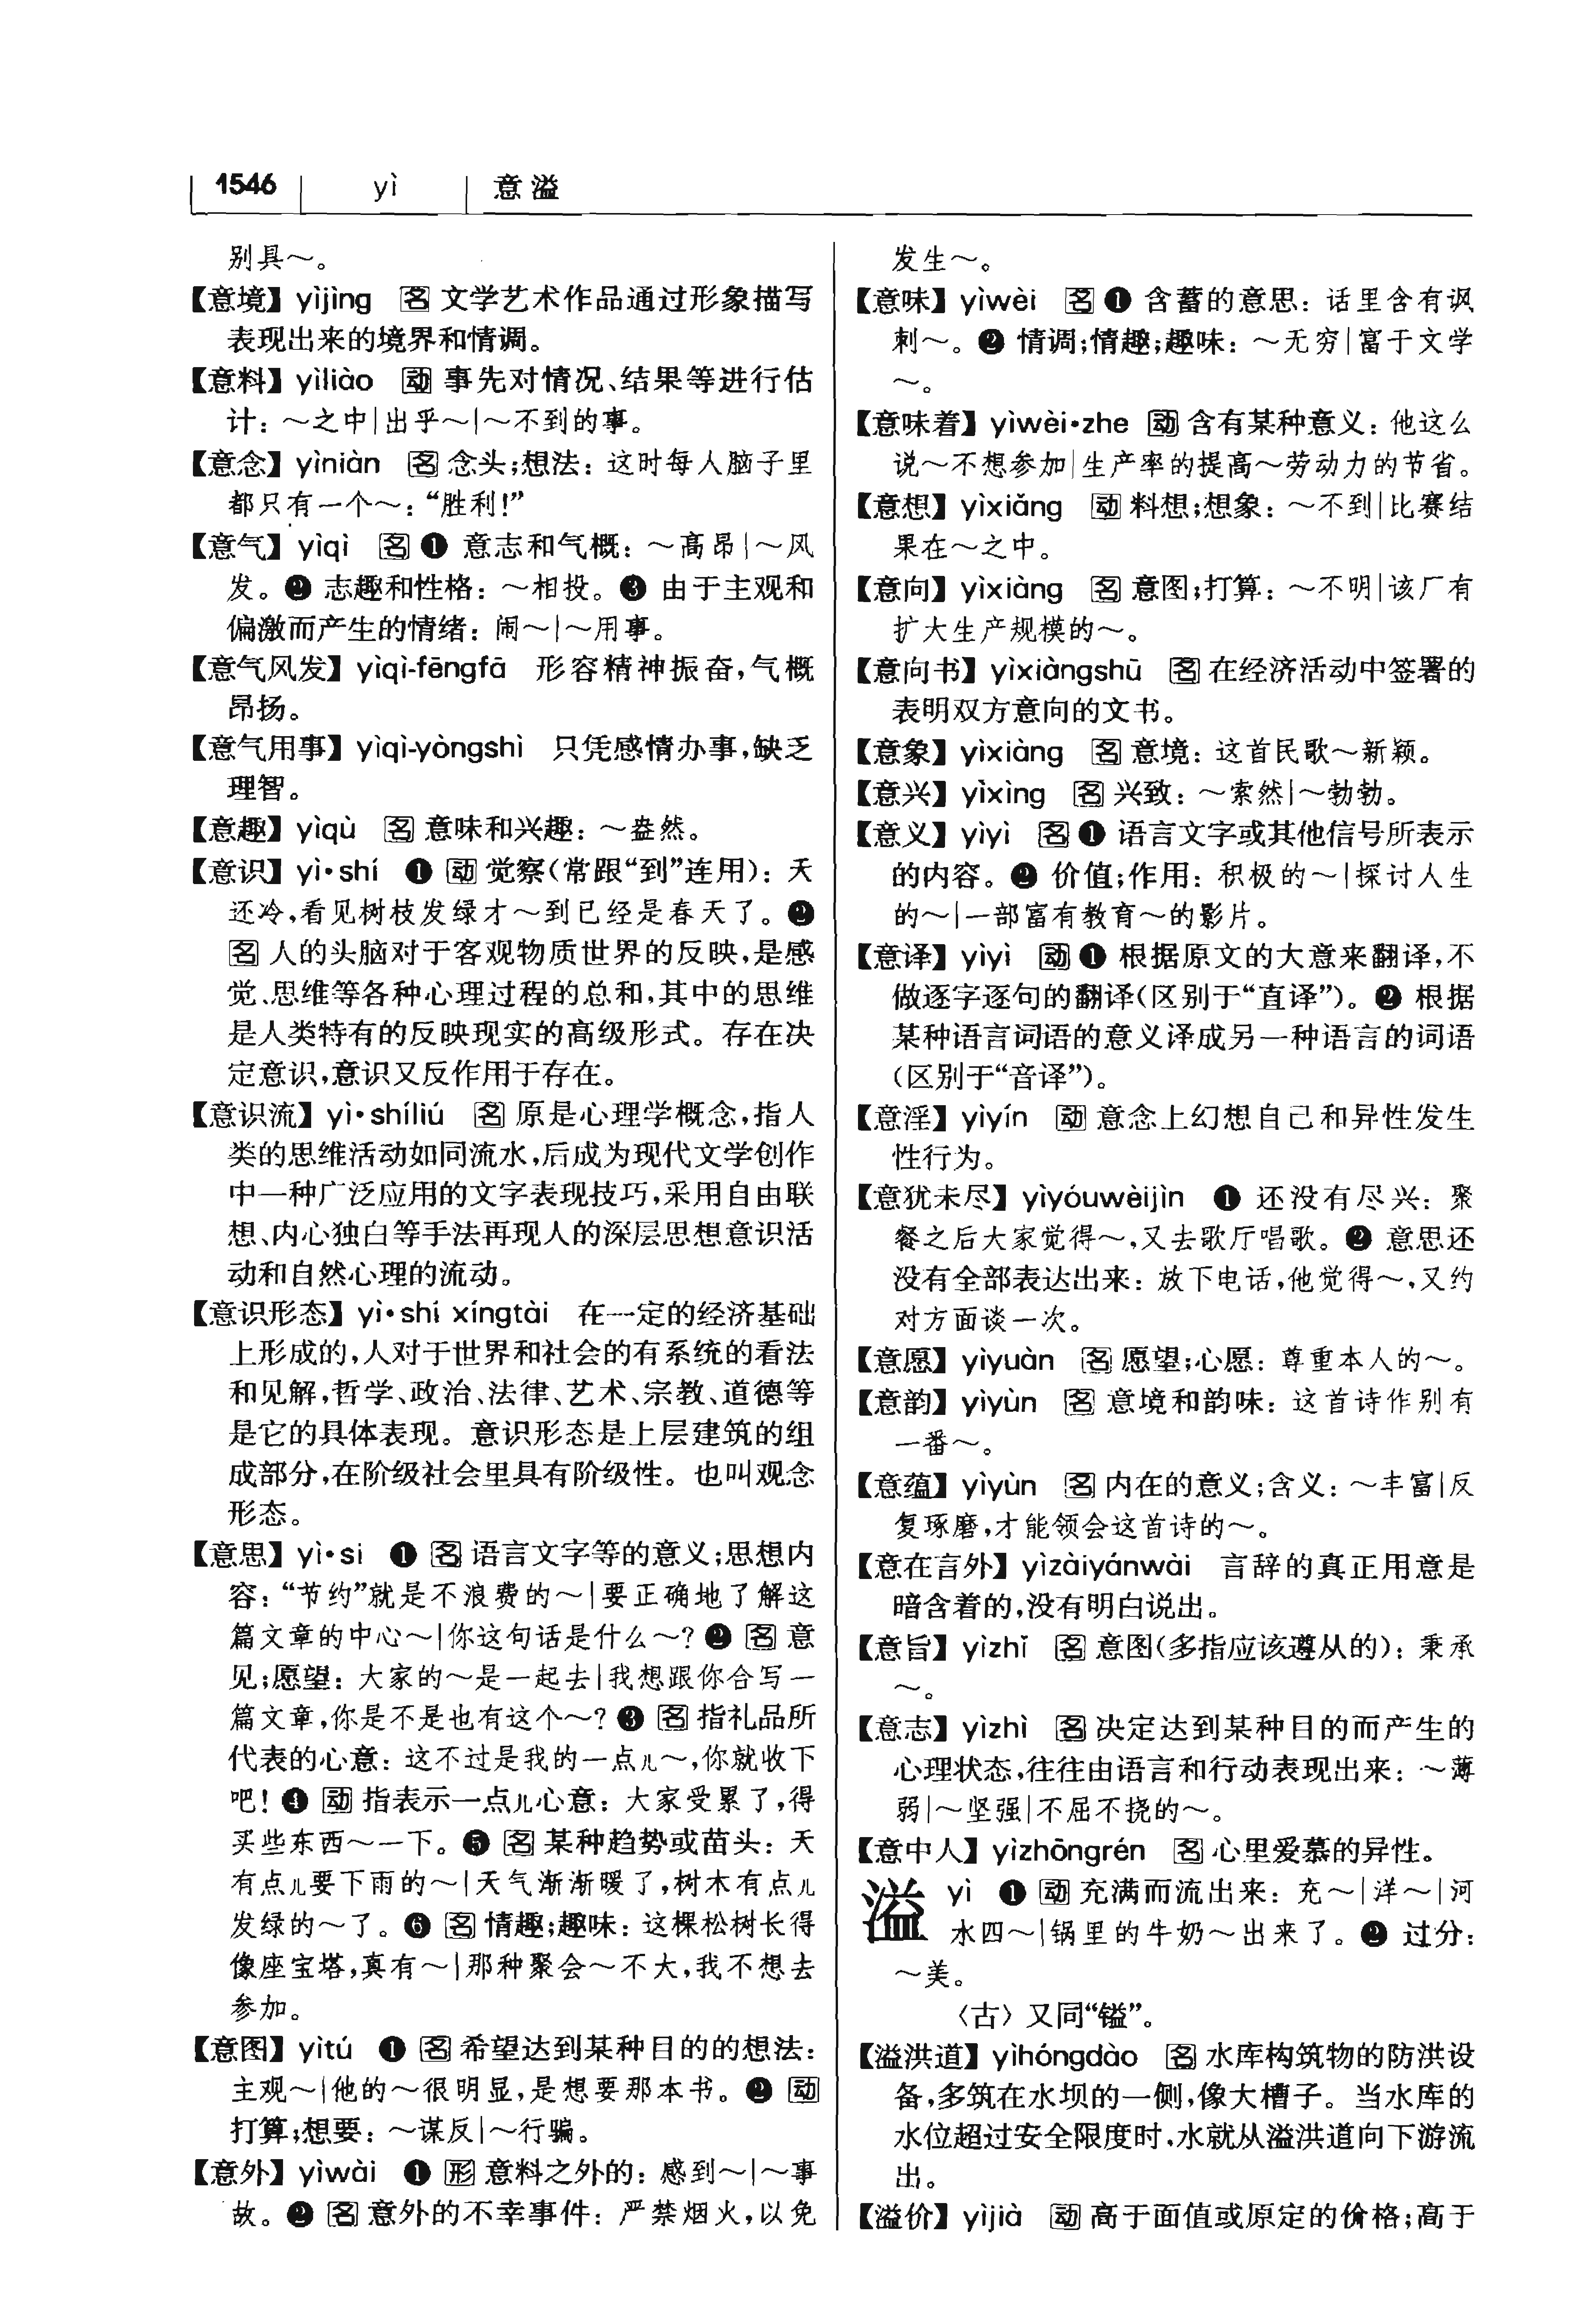 1546 yì 意溢
别具～。
【意境】yìjìng 名 文学艺术作品通过形象描写
表现出来的境界和情调。
【意料】yìliào 动 事先对情况、结果等进行估
计：～之中|出乎～|～不到的事。
【意念】yìniàn 名 念头;想法：这时每人脑子里
都只有一个～：“胜利!”
【意气】yìqì 名 ❶ 意志和气概：～高昂|～风
发。❷ 志趣和性格：～相投。❸ 由于主观和
偏激而产生的情绪：闹～|～用事。
【意气风发】yìqì-fēngfā 形容精神振奋,气概
昂扬。
【意气用事】yìqì-yòngshì 只凭感情办事,缺乏
理智。
【意趣】yìqù 名 意味和兴趣：～盎然。
【意识】yì·shí ❶ 动 觉察(常跟“到”连用)：天
还冷,看见树枝发绿才～到已经是春天了。❷
名 人的头脑对于客观物质世界的反映,是感
觉、思维等各种心理过程的总和,其中的思维
是人类特有的反映现实的高级形式。存在决
定意识,意识又反作用于存在。
【意识流】yì·shíliú 名 原是心理学概念,指人
类的思维活动如同流水,后成为现代文学创作
中一种广泛应用的文字表现技巧,采用自由联
想、内心独白等手法再现人的深层思想意识活
动和自然心理的流动。
【意识形态】yì·shí xíngtài 在一定的经济基础
上形成的,人对于世界和社会的有系统的看法
和见解,哲学、政治、法律、艺术、宗教、道德等
是它的具体表现。意识形态是上层建筑的组
成部分,在阶级社会里具有阶级性。也叫观念
形态。
【意思】yì·si ❶ 名 语言文字等的意义;思想内
容：“节约”就是不浪费的～|要正确地了解这
篇文章的中心～|你这句话是什么～? ❷ 名 意
见;愿望：大家的～是一起去|我想跟你合写一
篇文章,你是不是也有这个～? ❸ 名 指礼品所
代表的心意：这不过是我的一点儿～,你就收下
吧! ❹ 动 指表示一点儿心意：大家受累了,得
买些东西～一下。❺ 名 某种趋势或苗头：天
有点儿要下雨的～|天气渐渐暖了,树木有点儿
发绿的～了。❻ 名 情趣;趣味：这棵松树长得
像座宝塔,真有～|那种聚会～不大,我不想去
参加。
【意图】yìtú ❶ 名 希望达到某种目的的想法：
主观～|他的～很明显,是想要那本书。❷ 动
打算;想要：～谋反|～行骗。
【意外】yìwài ❶ 形 意料之外的：感到～|～事
故。❷ 名 意外的不幸事件：严禁烟火,以免
发生～。
【意味】yìwèi 名 ❶ 含蓄的意思：话里含有讽
刺～。❷ 情调;情趣;趣味：～无穷|富于文学
～。
【意味着】yìwèi·zhe 动 含有某种意义：他这么
说～不想参加|生产率的提高～劳动力的节省。
【意想】yìxiǎng 动 料想;想象：～不到|比赛结
果在～之中。
【意向】yìxiàng 名 意图;打算：～不明|该厂有
扩大生产规模的～。
【意向书】yìxiàngshū 名 在经济活动中签署的
表明双方意向的文书。
【意象】yìxiàng 名 意境：这首民歌～新颖。
【意兴】yìxìng 名 兴致：～索然|～勃勃。
【意义】yìyì 名 ❶ 语言文字或其他信号所表示
的内容。❷ 价值;作用：积极的～|探讨人生
的～|一部富有教育～的影片。
【意译】yìyì 动 ❶ 根据原文的大意来翻译,不
做逐字逐句的翻译(区别于“直译”)。❷ 根据
某种语言词语的意义译成另一种语言的词语
(区别于“音译”)。
【意淫】yìyín 动 意念上幻想自己和异性发生
性行为。
【意犹未尽】yìyóuwèijìn ❶ 还没有尽兴：聚
餐之后大家觉得～,又去歌厅唱歌。❷ 意思还
没有全部表达出来：放下电话,他觉得～,又约
对方面谈一次。
【意愿】yìyuàn 名 愿望;心愿：尊重本人的～。
【意韵】yìyùn 名 意境和韵味：这首诗作别有
一番～。
【意蕴】yìyùn 名 内在的意义;含义：～丰富|反
复琢磨,才能领会这首诗的～。
【意在言外】yìzàiyánwài 言辞的真正用意是
暗含着的,没有明白说出。
【意旨】yìzhǐ 名 意图(多指应该遵从的)：秉承
～。
【意志】yìzhì 名 决定达到某种目的而产生的
心理状态,往往由语言和行动表现出来：～薄
弱|～坚强|不屈不挠的～。
【意中人】yìzhōngrén 名 心里爱慕的异性。
溢 yì ❶ 动 充满而流出来：充～|洋～|河
水四～|锅里的牛奶～出来了。❷ 过分：
～美。
〈古〉又同“镒”。
【溢洪道】yìhóngdào 名 水库构筑物的防洪设
备,多筑在水坝的一侧,像大槽子。当水库的
水位超过安全限度时,水就从溢洪道向下游流
出。
【溢价】yìjià 动 高于面值或原定的价格;高于